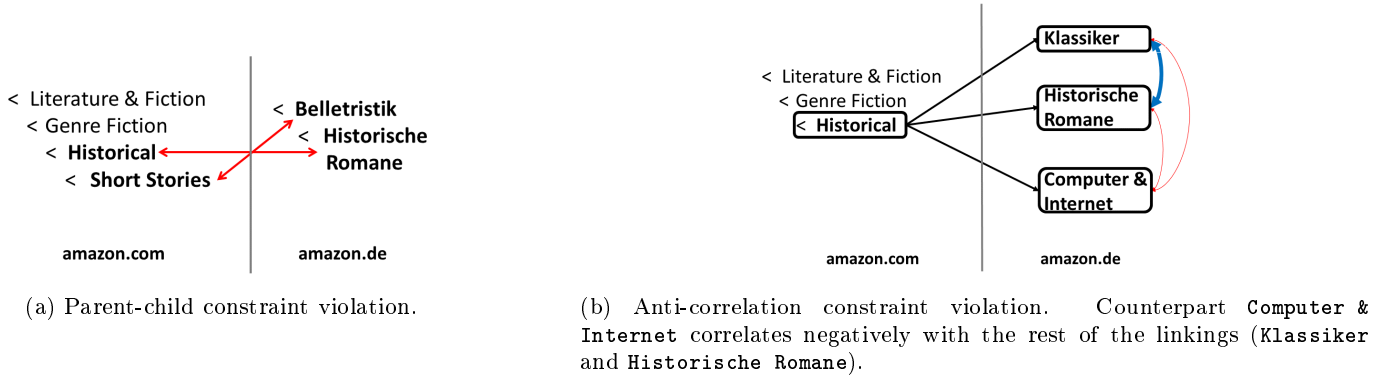 < Literature & Fiction
< Genre Fiction
< Historical
< Short Stories
< Belletristik
< Historische
Romane
amazon.com
amazon.de
(a) Parent-child constraint violation.
< Literature & Fiction
< Genre Fiction
< Historical
Klassiker
Historische
Romane
Computer &
Internet
amazon.com
amazon.de
(b) Anti-correlation constraint violation. Counterpart Computer &
Internet correlates negatively with the rest of the linkings (Klassiker
and Historische Romane).